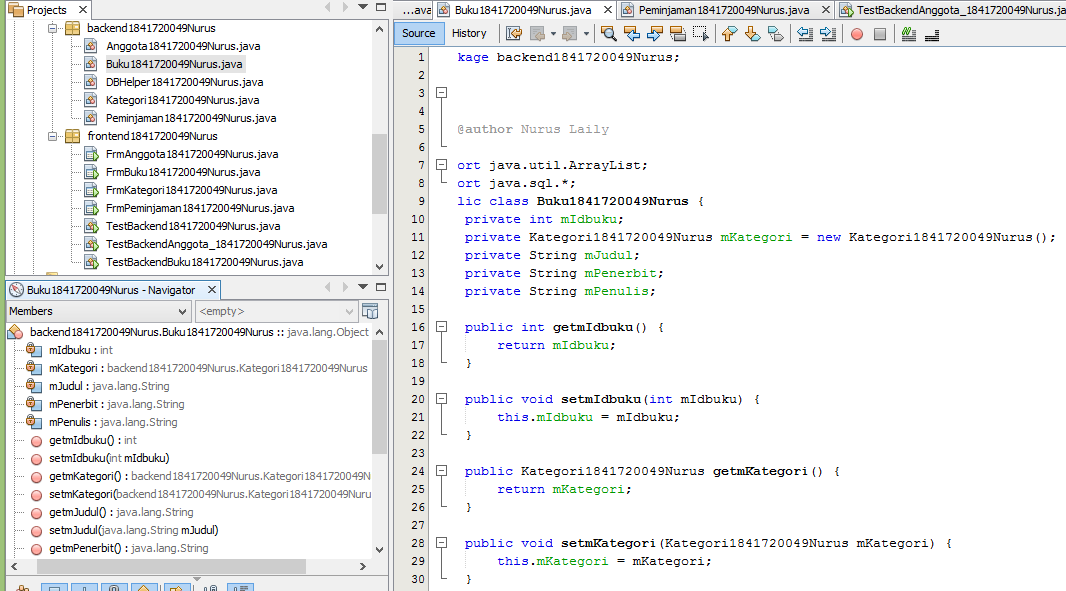 Projects
backend1841720049Nurus
Anggota1841720049Nurus.java
Buku1841720049Nurus.java
DBHelper1841720049Nurus.java
Kategori1841720049Nurus.java
Peminjaman1841720049Nurus.java
frontend1841720049Nurus
FrmAnggota1841720049Nurus.java
FrmBuku1841720049Nurus.java
FrmKategori1841720049Nurus.java
FrmPeminjaman1841720049Nurus.java
TestBackend1841720049Nurus.java
TestBackendAnggota_1841720049Nurus.java
TestBackendBuku1841720049Nurus.java
Buku1841720049Nurus - Navigator
Members <empty>
backend1841720049Nurus.Buku1841720049Nurus :: java.lang.Object
mIdbuku : int
mKategori : backend1841720049Nurus.Kategori1841720049Nurus
mJudul : java.lang.String
mPenerbit : java.lang.String
mPenulis : java.lang.String
getmIdbuku() : int
setmIdbuku(int mIdbuku)
getmKategori() : backend1841720049Nurus.Kategori1841720049N
setmKategori(backend1841720049Nurus.Kategori1841720049Nuru
getmJudul() : java.lang.String
setmJudul(java.lang.String mJudul)
getmPenerbit() : java.lang.String
...ava Buku1841720049Nurus.java Peminjaman1841720049Nurus.java TestBackendAnggota_1841720049Nurus.ja
Source History
1 kage backend1841720049Nurus;
2
3
4
5 @author Nurus Laily
6
7 ort java.util.ArrayList;
8 ort java.sql.*;
9 lic class Buku1841720049Nurus {
10 private int mIdbuku;
11 private Kategori1841720049Nurus mKategori = new Kategori1841720049Nurus();
12 private String mJudul;
13 private String mPenerbit;
14 private String mPenulis;
15
16 public int getmIdbuku() {
17 return mIdbuku;
18 }
19
20 public void setmIdbuku(int mIdbuku) {
21 this.mIdbuku = mIdbuku;
22 }
23
24 public Kategori1841720049Nurus getmKategori() {
25 return mKategori;
26 }
27
28 public void setmKategori(Kategori1841720049Nurus mKategori) {
29 this.mKategori = mKategori;
30 }